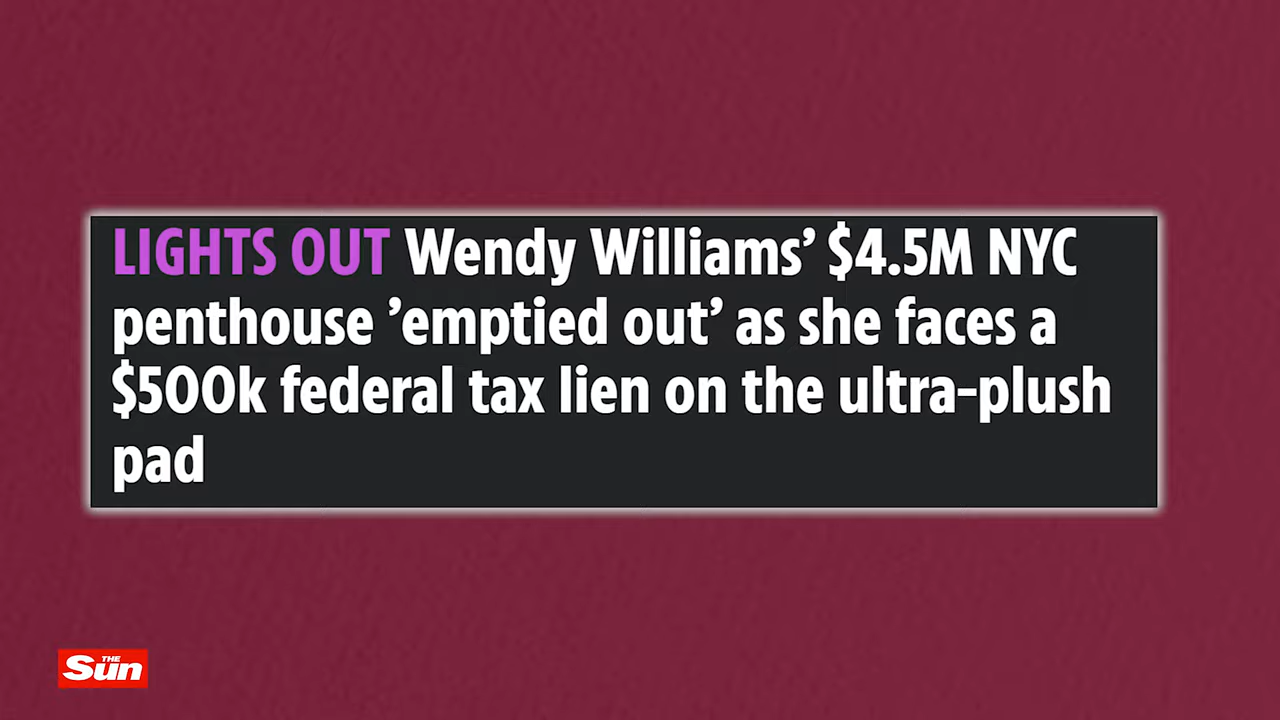 LIGHTS OUT Wendy Williams’ $4.5M NYC
penthouse ’emptied out’ as she faces a
$500k federal tax lien on the ultra-plush
pad
THE
Sun